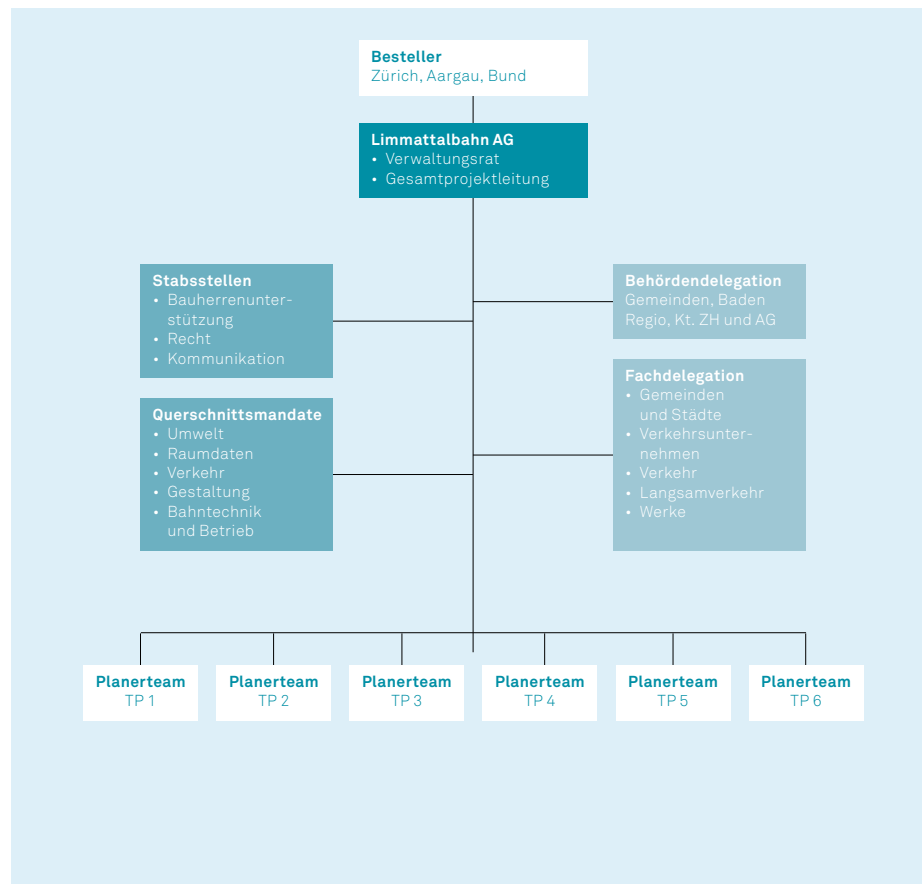 Besteller
Zürich, Aargau, Bund
Limmattalbahn AG
• Verwaltungsrat
• Gesamtprojektleitung
Stabsstellen
• Bauherrenunter-
stützung
• Recht
• Kommunikation
Behördendelegation
Gemeinden, Baden
Regio, Kt. ZH und AG
Querschnittsmandate
• Umwelt
• Raumdaten
• Verkehr
• Gestaltung
• Bahntechnik
und Betrieb
Fachdelegation
• Gemeinden
und Städte
• Verkehrsunter-
nehmen
• Verkehr
• Langsamverkehr
• Werke
Planerteam
TP 1
Planerteam
TP 2
Planerteam
TP 3
Planerteam
TP 4
Planerteam
TP 5
Planerteam
TP 6